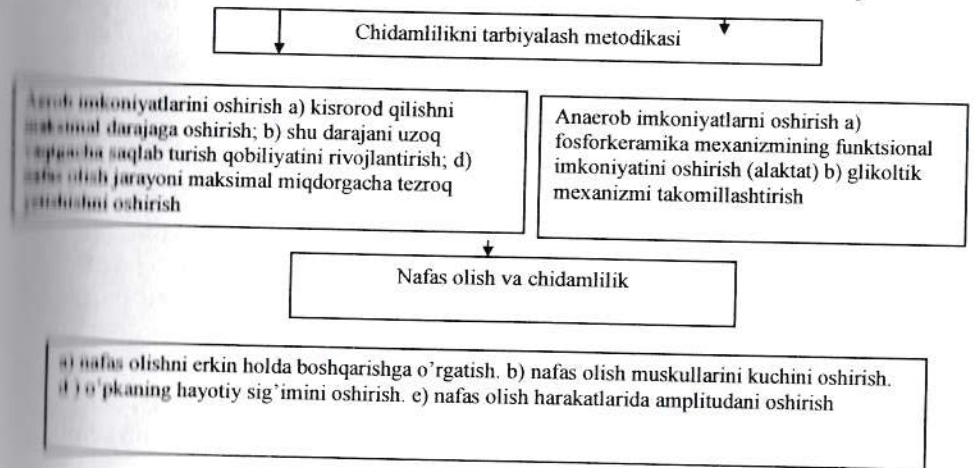 Chidamlilikni tarbiyalash metodikasi
imkoniyatlarini oshirish a) kisrorod qilishni
darajaga oshirish; b) shu darajani uzoq
saqlab turish qobiliyatini rivojlantirish; d)
olish jarayoni maksimal miqdorgacha tezroq
oshirish
Anaerob imkoniyatlarni oshirish a)
fosforkeramika mexanizmining funktsional
imkoniyatini oshirish (alaktat) b) glikoltik
mexanizmi takomillashtirish
Nafas olish va chidamlilik
a) nafas olishni erkin holda boshqarishga o’rgatish. b) nafas olish muskullarini kuchini oshirish.
d) o’pkaning hayotiy sig’imini oshirish. e) nafas olish harakatlarida amplitudani oshirish